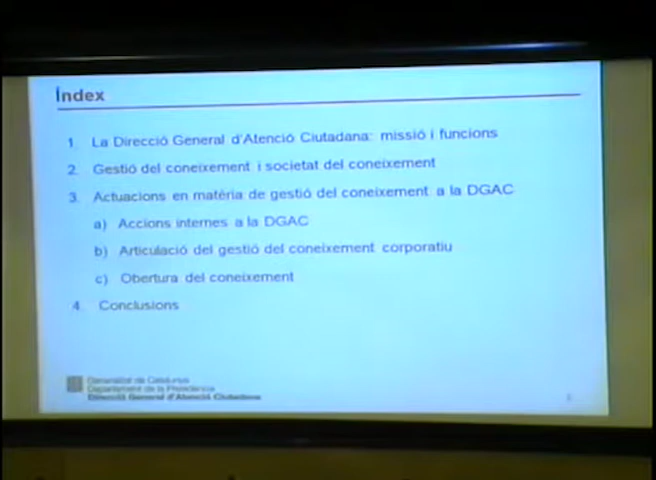 Índex
1. La Direcció General d'Atenció Ciutadana: missió i funcions
2. Gestió del coneixement i societat del coneixement
3. Actuacions en matèria de gestió del coneixement a la DGAC
a) Accions internes a la DGAC
b) Articulació del gestió del coneixement corporatiu
c) Obertura del coneixement
4. Conclusions
Generalitat de Catalunya
Departament de la Presidència
Direcció General d'Atenció Ciutadana